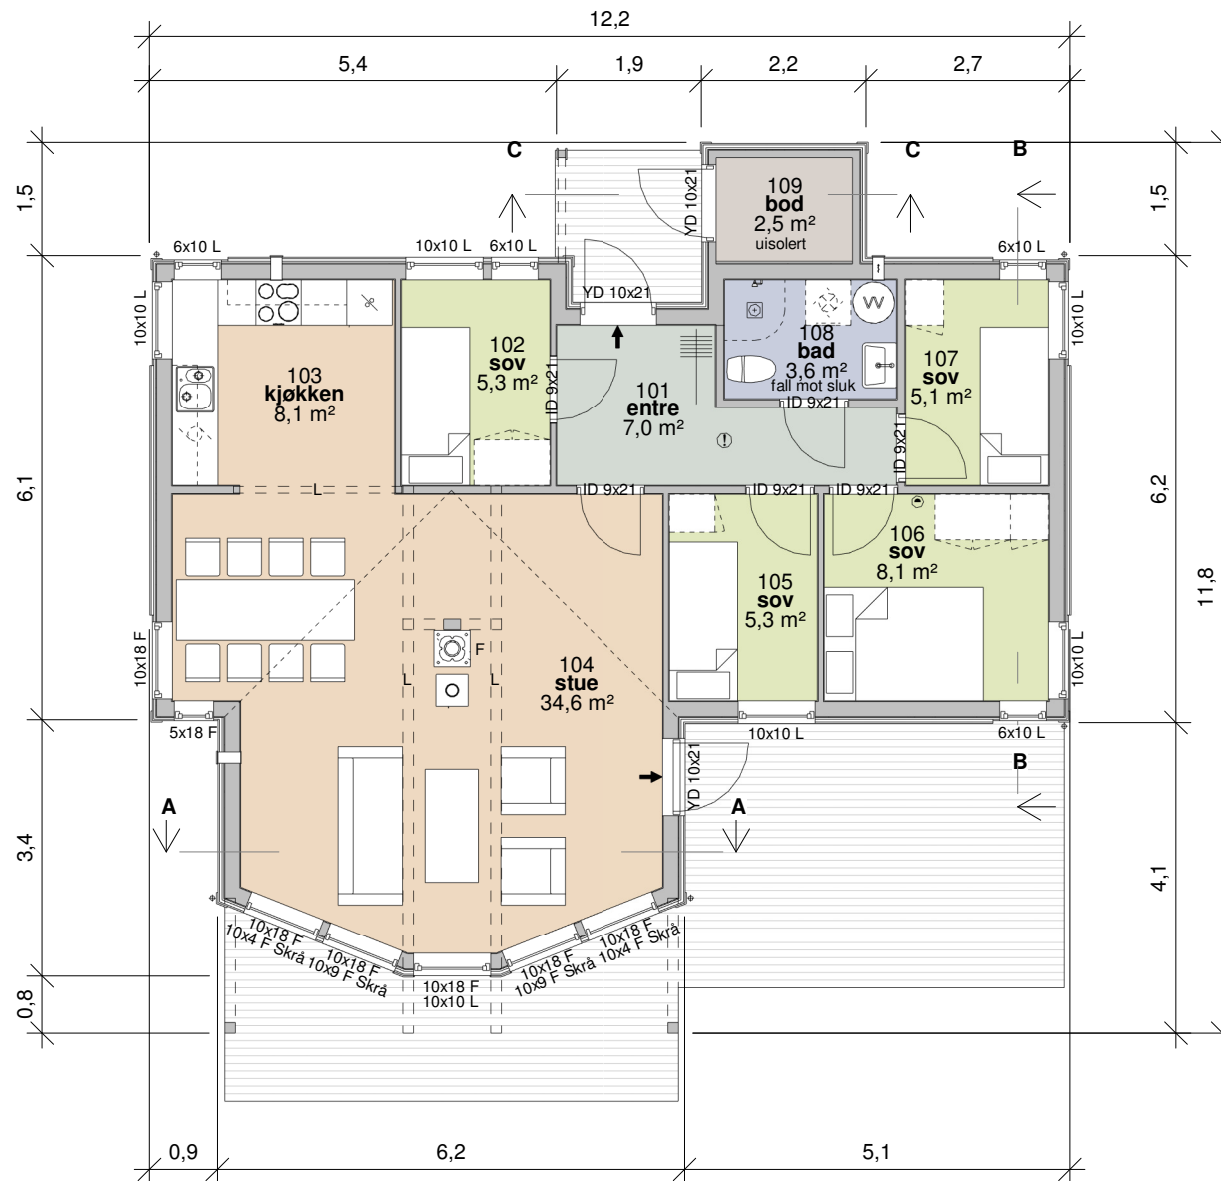 12,2
5,4
1,9
2,2
2,7
C
C
B
1,5
1,5
YD 10x21
109
bod
2,5 m²
uisolert
6x10 L
10x10 L
6x10 L
6x10 L
10x10 L
YD 10x21
10x10 L
W
102
sov
5,3 m²
ID 9x21
103
kjøkken
8,1 m²
101
entre
7,0 m²
108
bad
3,6 m²
fall mot sluk
ID 9x21
107
sov
5,1 m²
ID 9x21
6,1
6,2
11,8
L
ID 9x21
ID 9x21
ID 9x21
106
sov
8,1 m²
105
sov
5,3 m²
F
104
stue
34,6 m²
L
L
10x18 F
10x10 L
5x18 F
10x10 L
6x10 L
YD 10x21
B
A
A
3,4
4,1
10x18 F
10x4 F Skrå
10x18 F
10x9 F Skrå
10x18 F
10x10 L
10x18 F
10x9 F Skrå
10x18 F
10x4 F Skrå
0,8
0,9
6,2
5,1